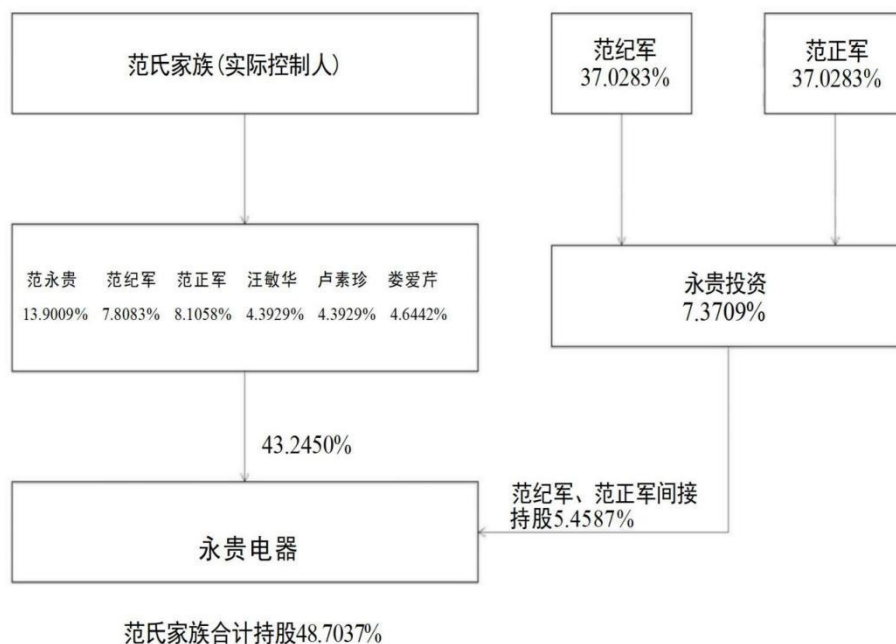 范氏家族(实际控制人)
范纪军
37.0283%
范正军
37.0283%
范永贵 范纪军 范正军 汪敏华 卢素珍 娄爱芹
13.9009% 7.8083% 8.1058% 4.3929% 4.3929% 4.6442%
永贵投资
7.3709%
43.2450%
范纪军、范正军间接
持股5.4587%
永贵电器
范氏家族合计持股48.7037%